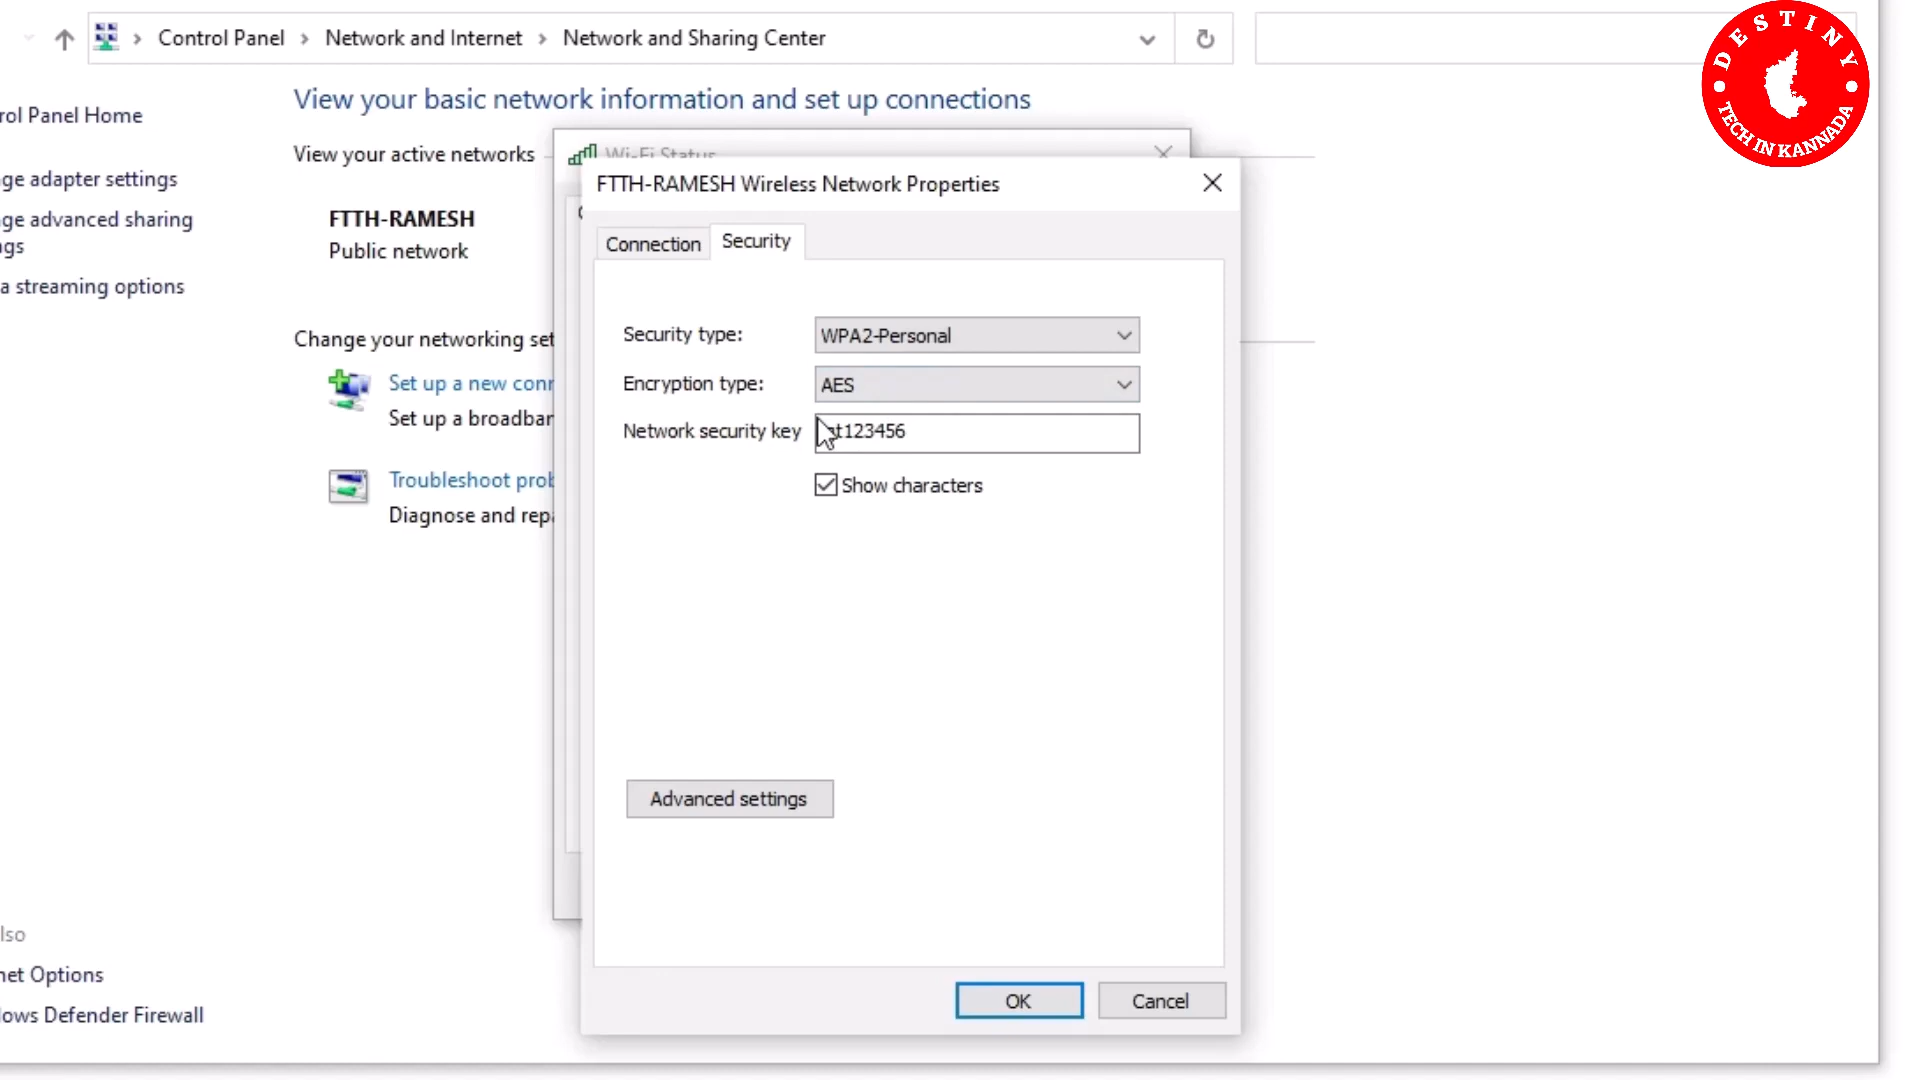 Control Panel › Network and Internet › Network and Sharing Center
DESTINY
TECH IN KANNADA
rol Panel Home
ge adapter settings
ge advanced sharing
gs
a streaming options
View your basic network information and set up connections
View your active networks
FTTH-RAMESH
Public network
Change your networking set
Set up a new conr
Set up a broadbar
Troubleshoot prob
Diagnose and repa
Wi-Fi Status
FTTH-RAMESH Wireless Network Properties
Connection
Security
Security type:
WPA2-Personal
Encryption type:
AES
Network security key
t123456
Show characters
Advanced settings
OK
Cancel
lso
net Options
lows Defender Firewall